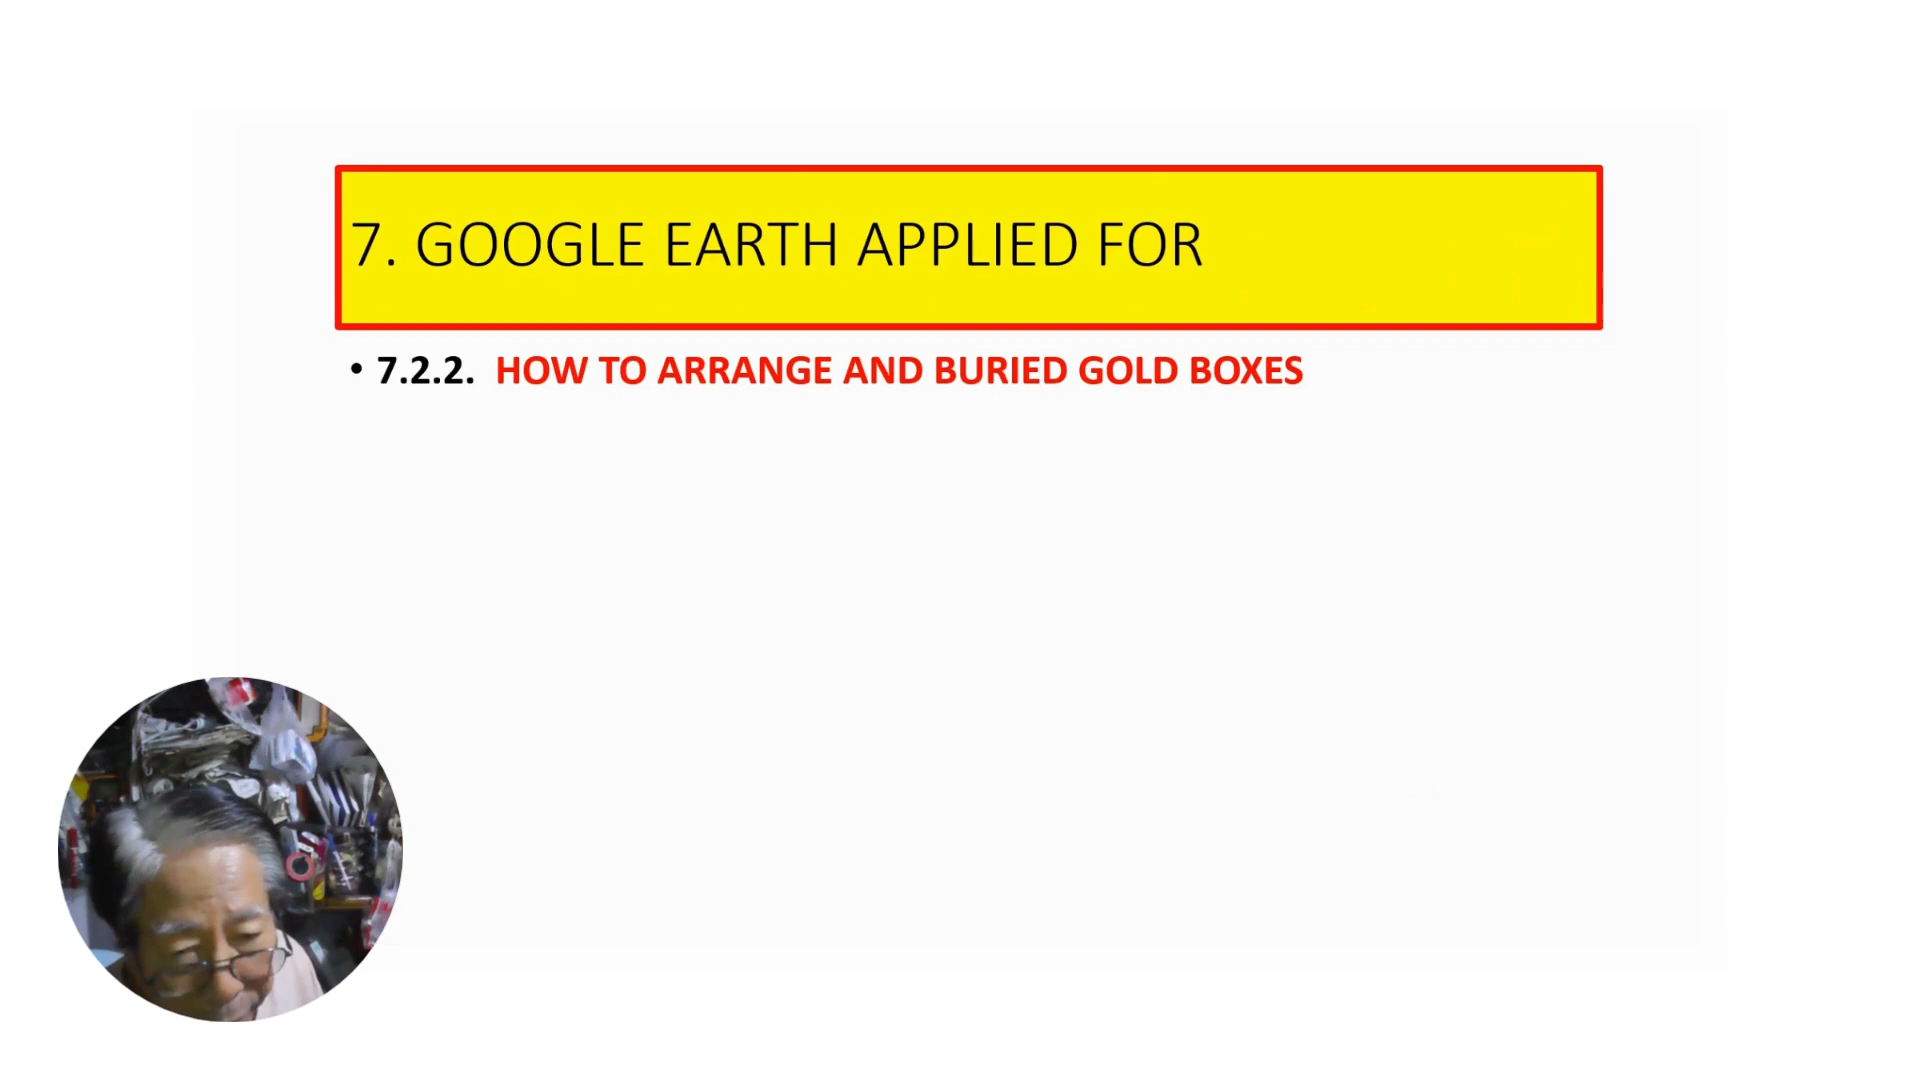 7. GOOGLE EARTH APPLIED FOR
• 7.2.2. HOW TO ARRANGE AND BURIED GOLD BOXES